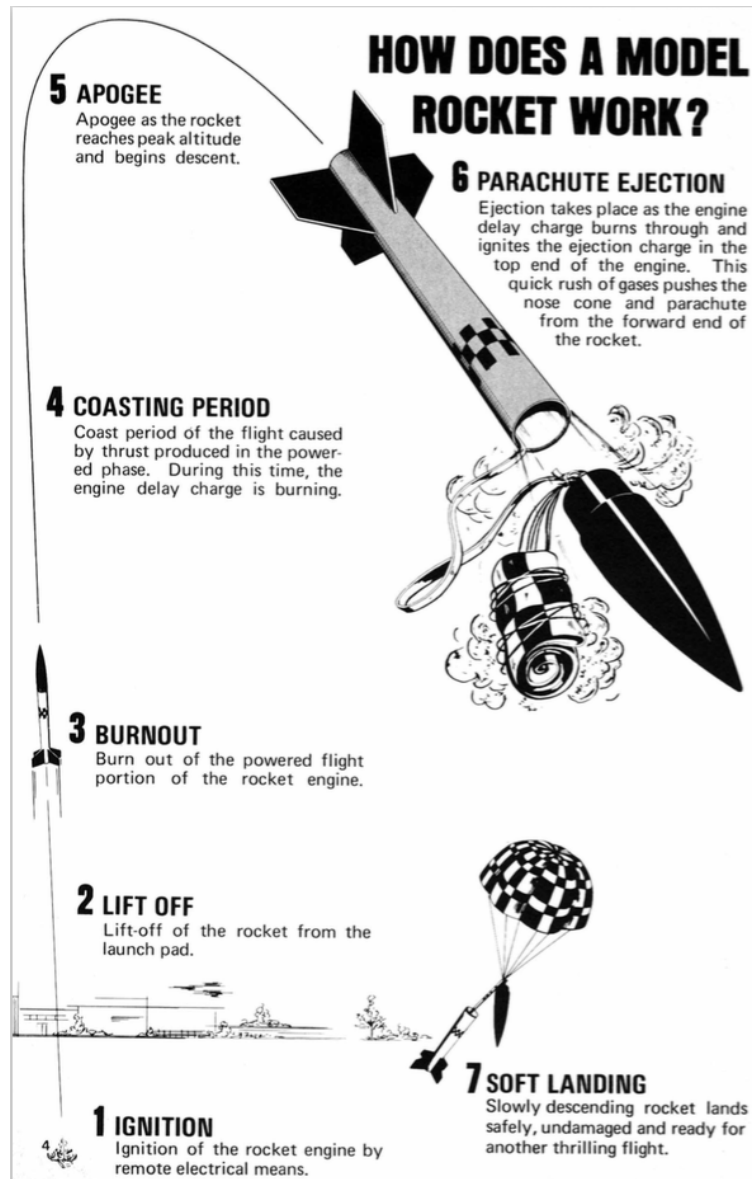 HOW DOES A MODEL
ROCKET WORK?
5 APOGEE
Apogee as the rocket
reaches peak altitude
and begins descent.
6 PARACHUTE EJECTION
Ejection takes place as the engine
delay charge burns through and
ignites the ejection charge in the
top end of the engine. This
quick rush of gases pushes the
nose cone and parachute
from the forward end of
the rocket.
4 COASTING PERIOD
Coast period of the flight caused
by thrust produced in the power-
ed phase. During this time, the
engine delay charge is burning.
3 BURNOUT
Burn out of the powered flight
portion of the rocket engine.
2 LIFT OFF
Lift-off of the rocket from the
launch pad.
7 SOFT LANDING
Slowly descending rocket lands
safely, undamaged and ready for
another thrilling flight.
1 IGNITION
Ignition of the rocket engine by
remote electrical means.
4